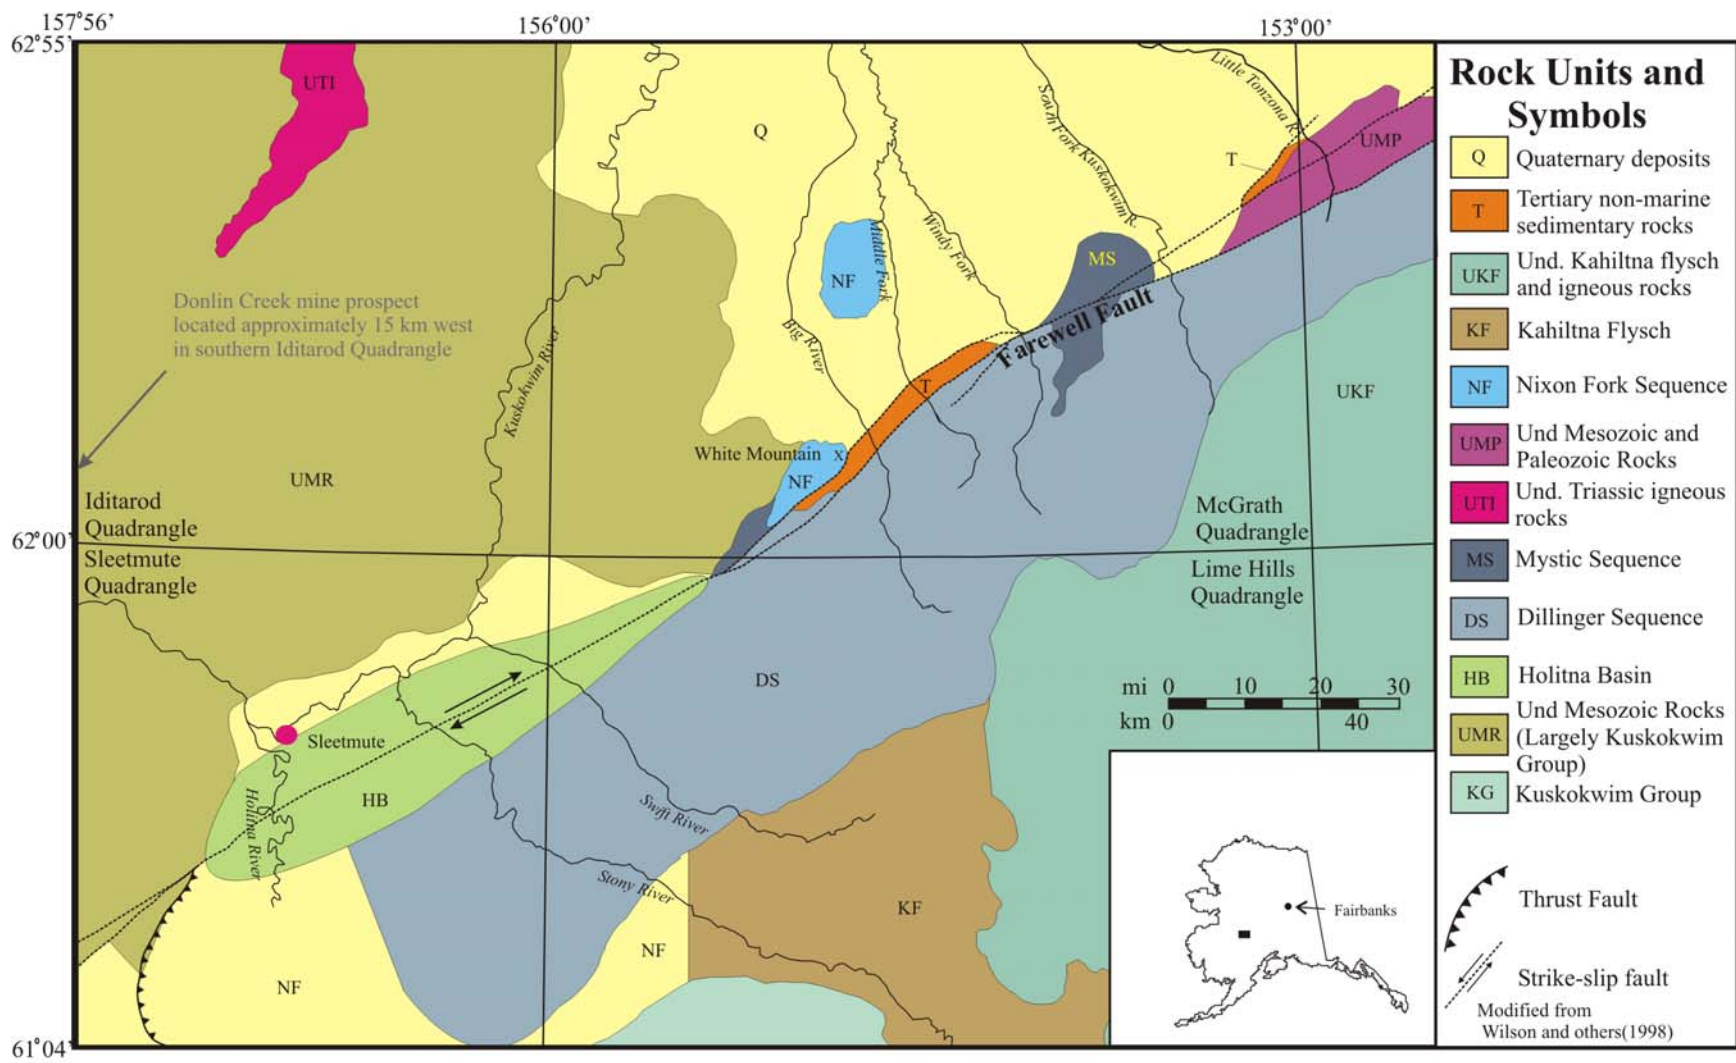 157°56'
156°00'
153°00'
62°55'
UTI
Q
Little Tonzona R.
South Fork Kuskokwim R.
UMP
T
Middle Fork
Windy Fork
NF
MS
Donlin Creek mine prospect
located approximately 15 km west
in southern Iditarod Quadrangle
Kuskokwim River
Big River
Farewell Fault
T
UKF
White Mountain X
NF
UMR
Iditarod
Quadrangle
McGrath
Quadrangle
62°00'
Sleetmute
Quadrangle
Lime Hills
Quadrangle
DS
mi 0 10 20 30
km 0 40
Sleetmute
HB
Holitna River
Swift River
Stony River
KF
NF
NF
Fairbanks
61°04'
Rock Units and
Symbols
Q Quaternary deposits
T Tertiary non-marine
sedimentary rocks
UKF Und. Kahiltna flysch
and igneous rocks
KF Kahiltna Flysch
NF Nixon Fork Sequence
UMP Und Mesozoic and
Paleozoic Rocks
UTI Und. Triassic igneous
rocks
MS Mystic Sequence
DS Dillinger Sequence
HB Holitna Basin
UMR Und Mesozoic Rocks
(Largely Kuskokwim
Group)
KG Kuskokwim Group
Thrust Fault
Strike-slip fault
Modified from
Wilson and others(1998)